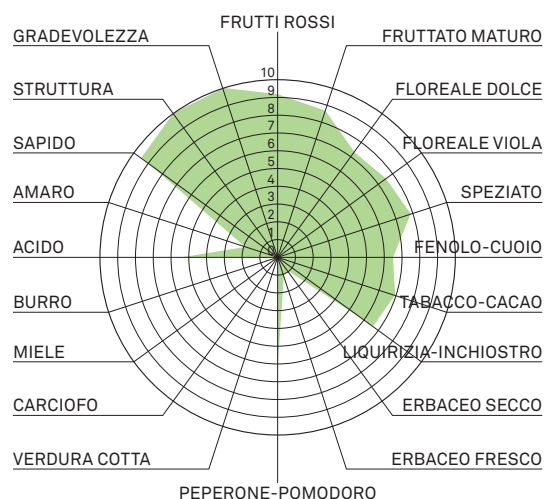 FRUTTI ROSSI
GRADEVOLEZZA
FRUTTATO MATURO
STRUTTURA
FLOREALE DOLCE
SAPIDO
FLOREALE VIOLA
AMARO
SPEZIATO
ACIDO
FENOLO-CUOIO
BURRO
TABACCO-CACAO
MIELE
LIQUIRIZIA-INCHIOSTRO
CARCIOFO
ERBACEO SECCO
VERDURA COTTA
ERBACEO FRESCO
PEPERONE-POMODORO
10
9
8
7
6
5
4
3
2
1
0